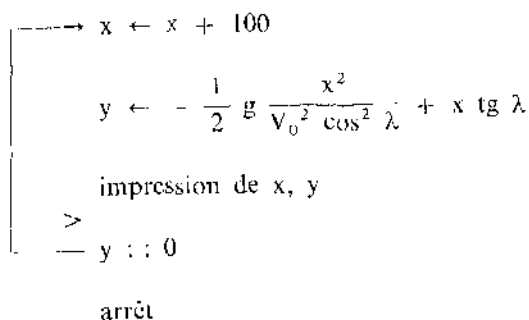 x ← x + 100
y ← - 1/2 g x²/V₀² cos² λ + x tg λ
impression de x, y
>
y : : 0
arrêt